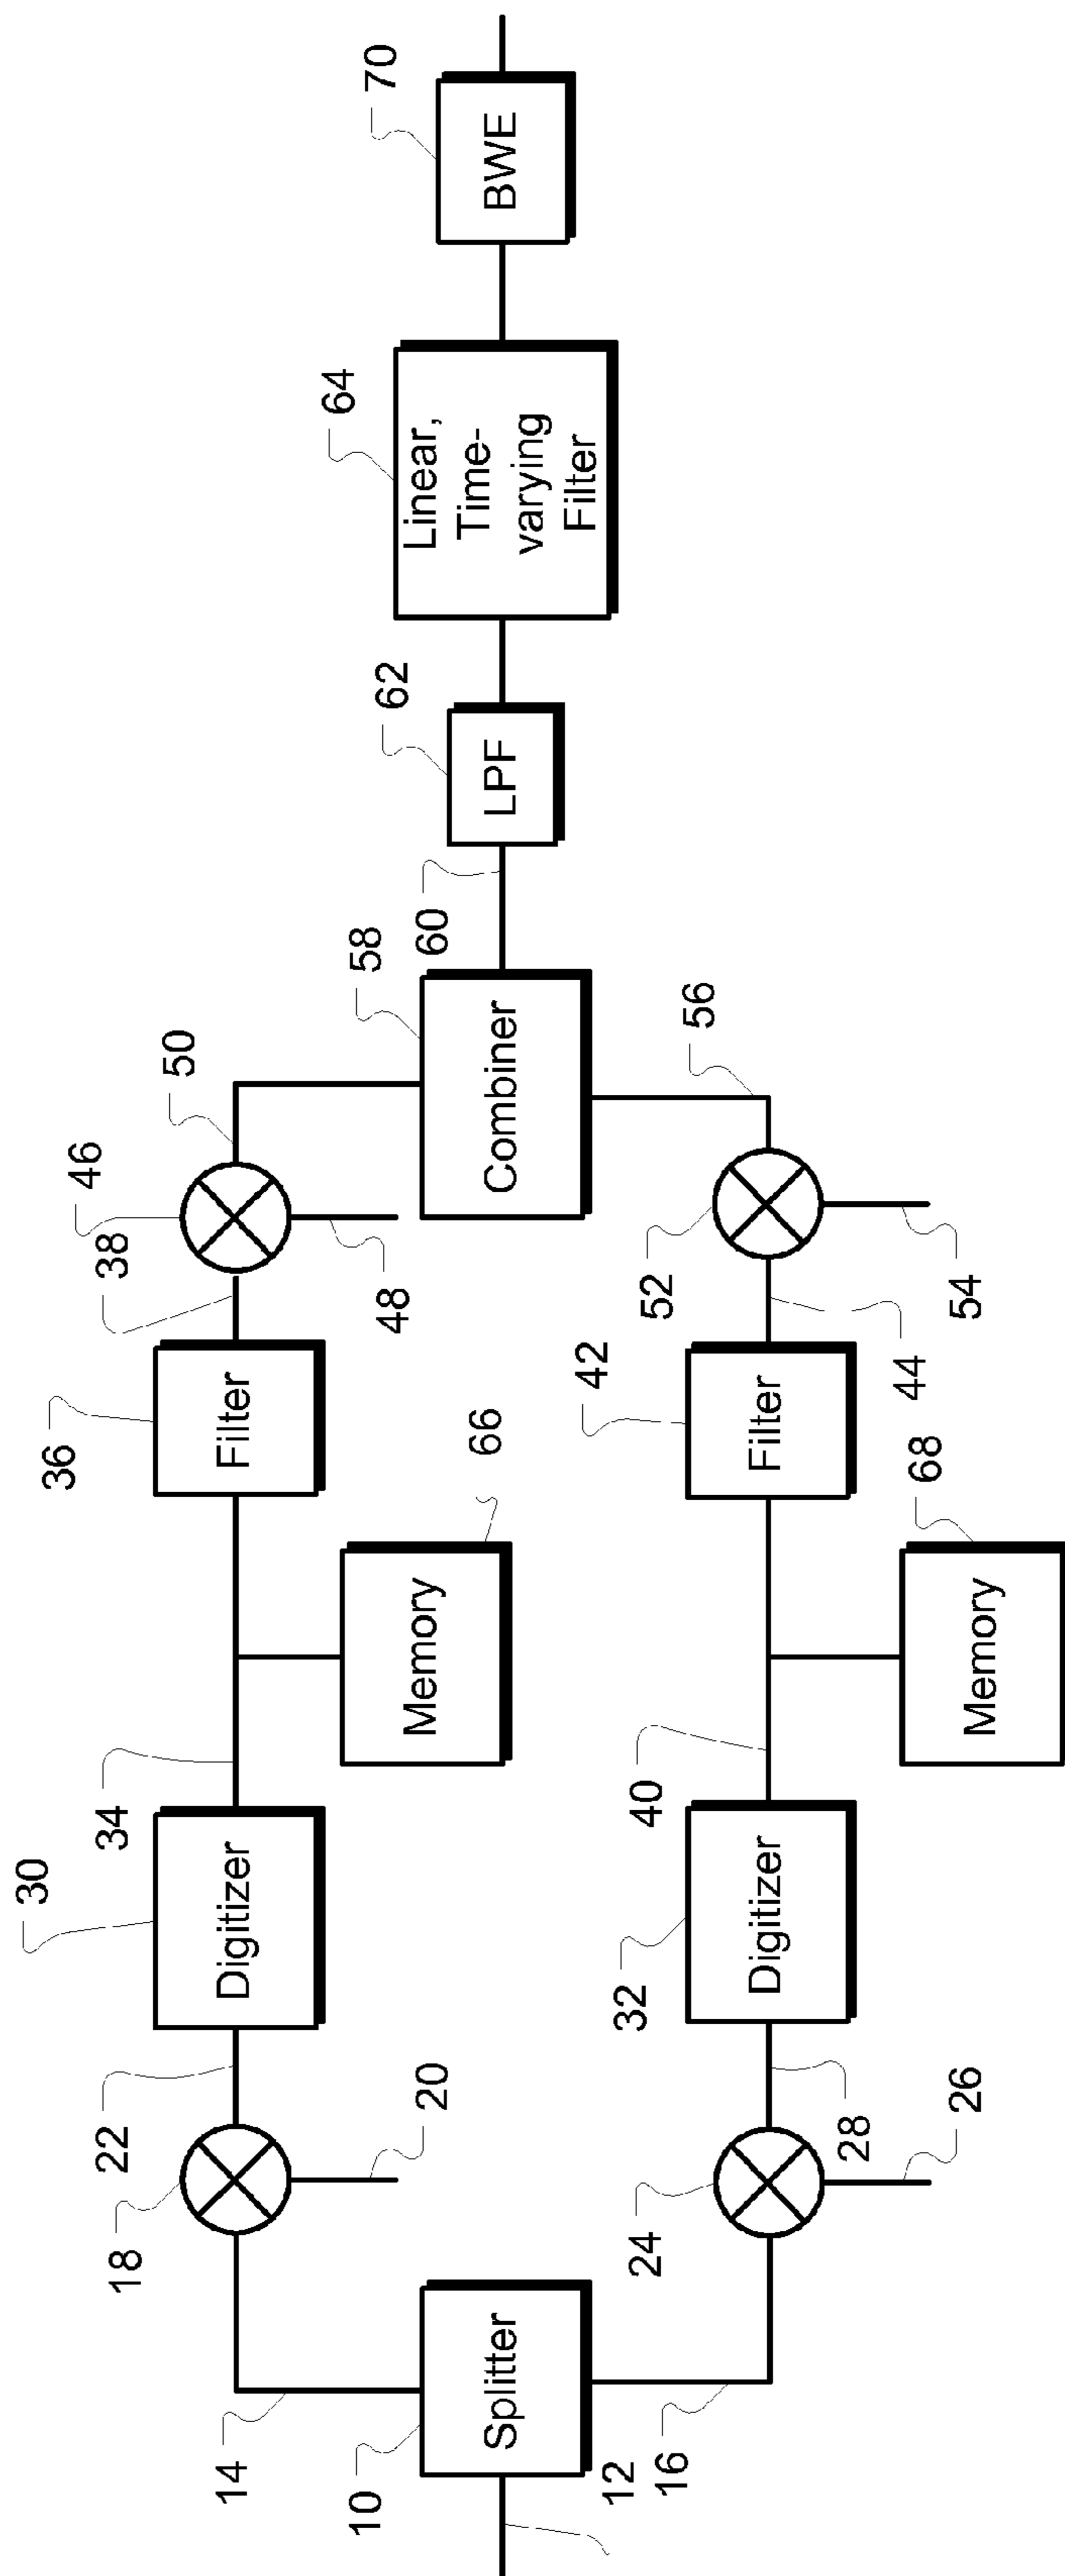 30
36
34
22
18
14
38
46
50
Digitizer
Filter
20
48
66
Memory
10
Splitter
12
58
Combiner
60
62
LPF
64
Linear,
Time-
varying
Filter
70
BWE
16
24
32
40
42
52
56
Digitizer
Filter
28
26
44
54
68
Memory